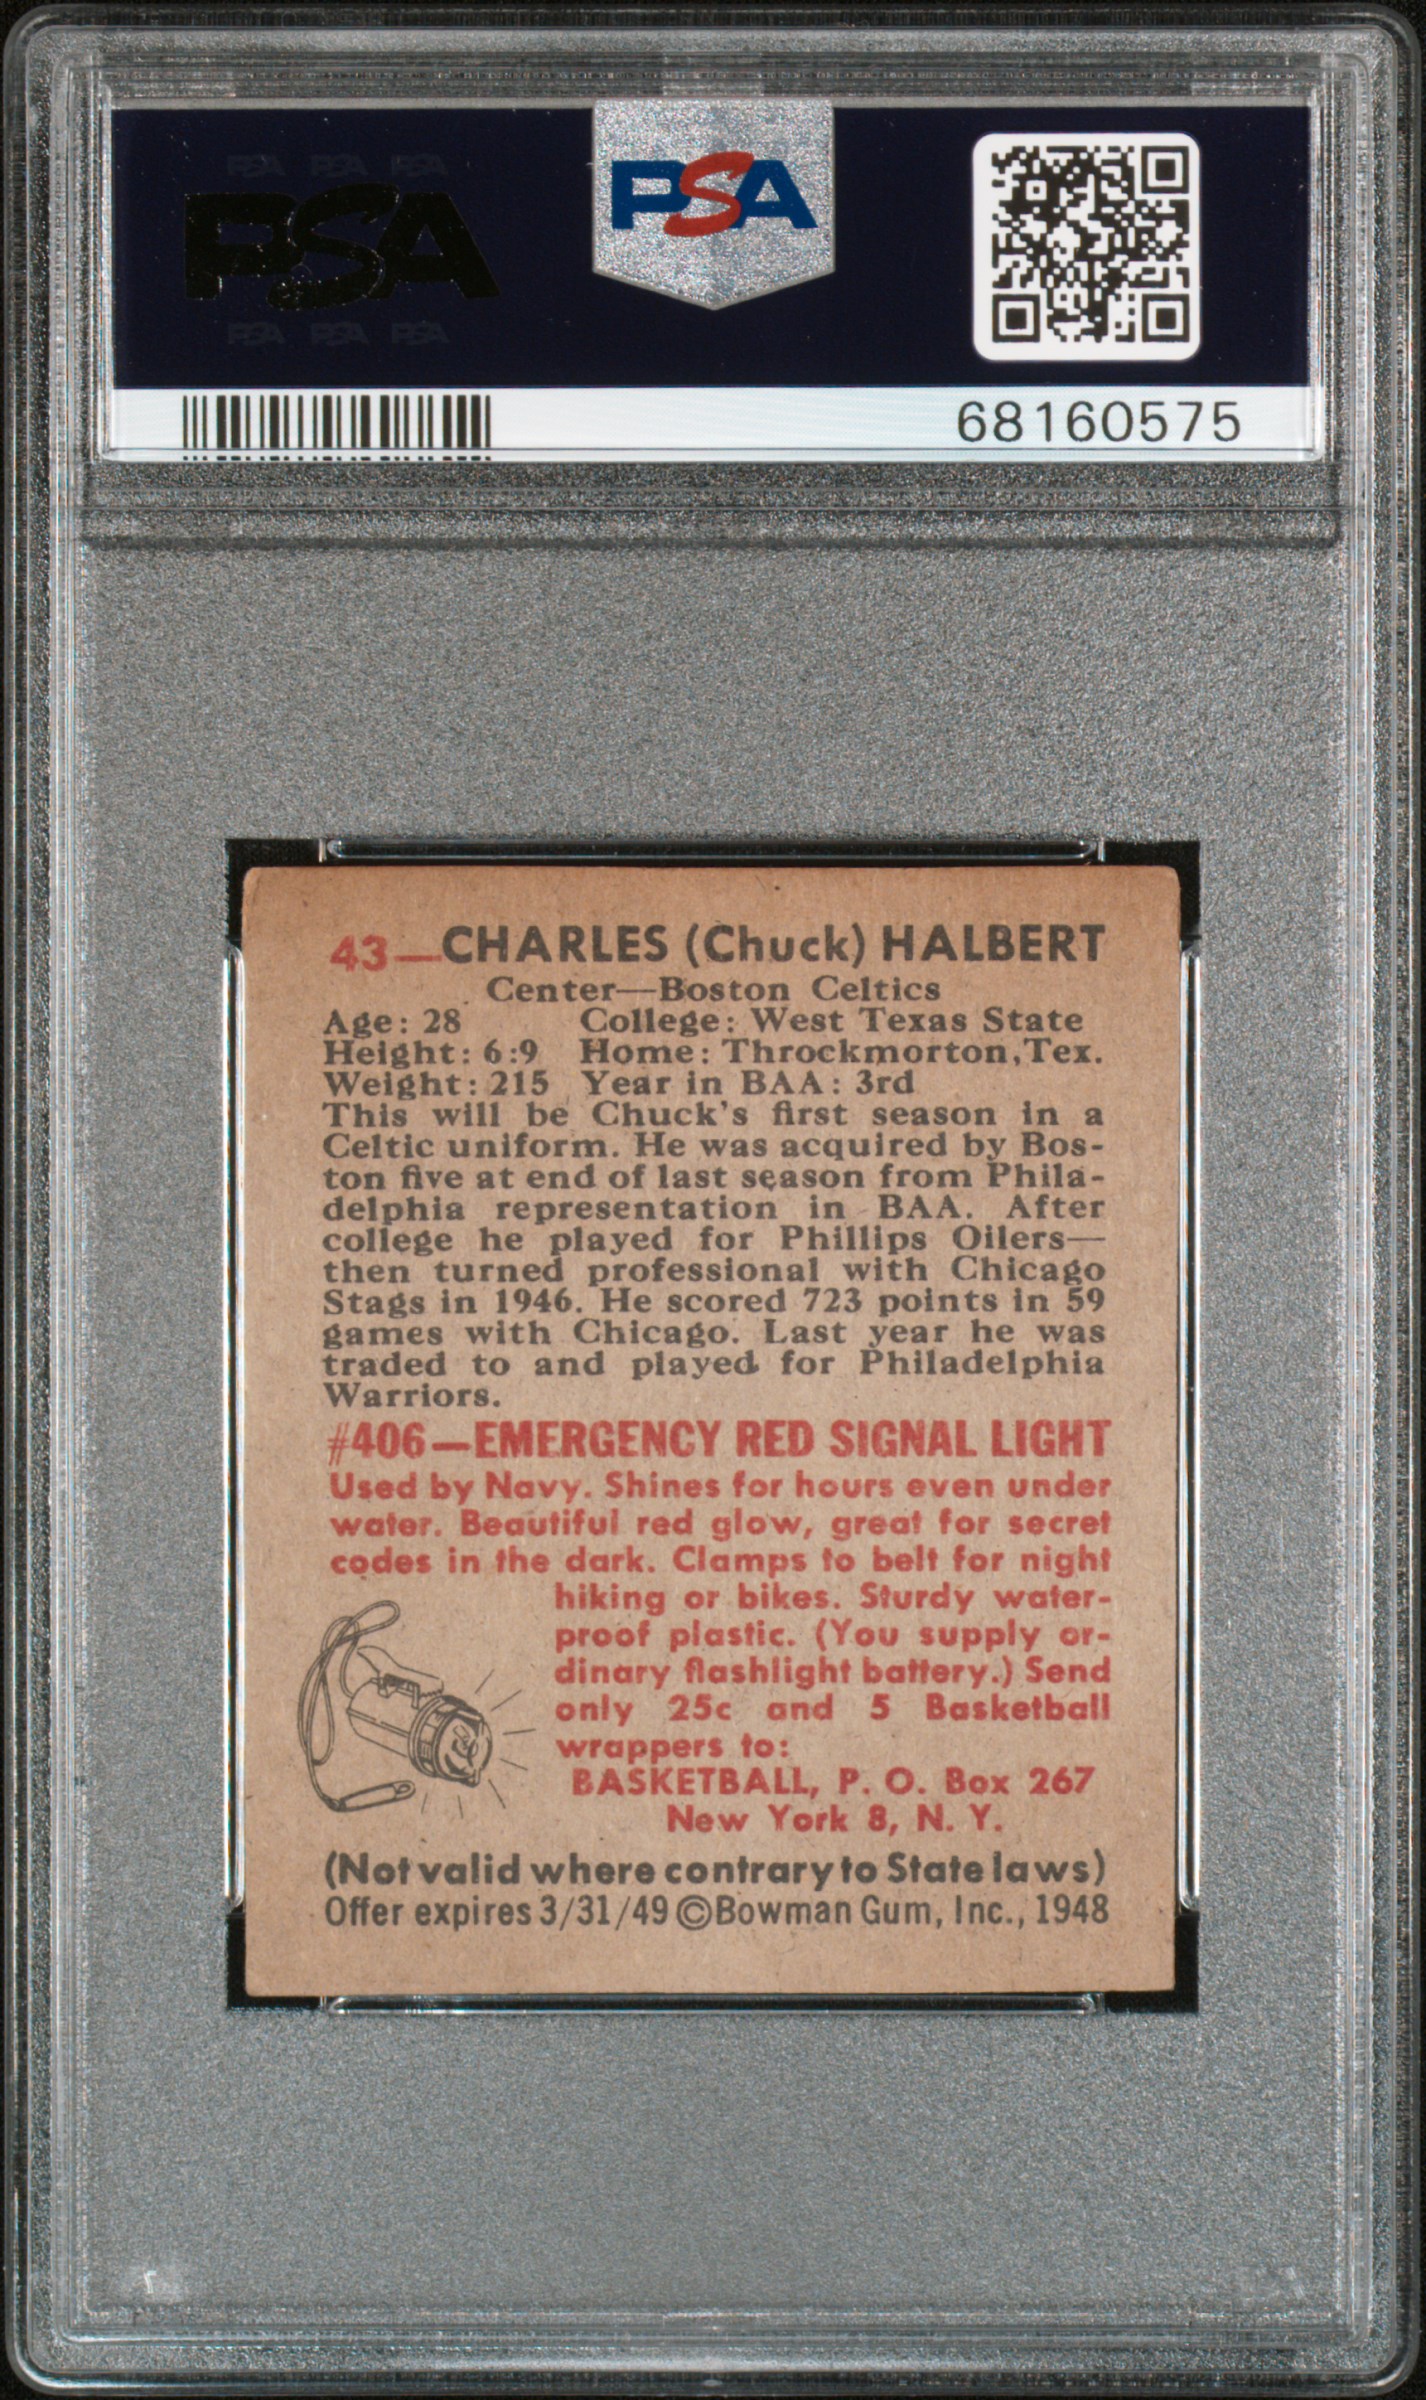 PSA PSA PSA
PSA
PSA PSA PSA
PSA
68160575
43—CHARLES (Chuck) HALBERT
Center—Boston Celtics
Age: 28 College: West Texas State
Height: 6:9 Home: Throckmorton, Tex.
Weight: 215 Year in BAA: 3rd
This will be Chuck's first season in a
Celtic uniform. He was acquired by Bos-
ton five at end of last season from Phila-
delphia representation in BAA. After
college he played for Phillips Oilers—
then turned professional with Chicago
Stags in 1946. He scored 723 points in 59
games with Chicago. Last year he was
traded to and played for Philadelphia
Warriors.
#406—EMERGENCY RED SIGNAL LIGHT
Used by Navy. Shines for hours even under
water. Beautiful red glow, great for secret
codes in the dark. Clamps to belt for night
hiking or bikes. Sturdy water-
proof plastic. (You supply or-
dinary flashlight battery.) Send
only 25c and 5 Basketball
wrappers to:
BASKETBALL, P. O. Box 267
New York 8, N. Y.
(Not valid where contrary to State laws)
Offer expires 3/31/49 ©Bowman Gum, Inc., 1948